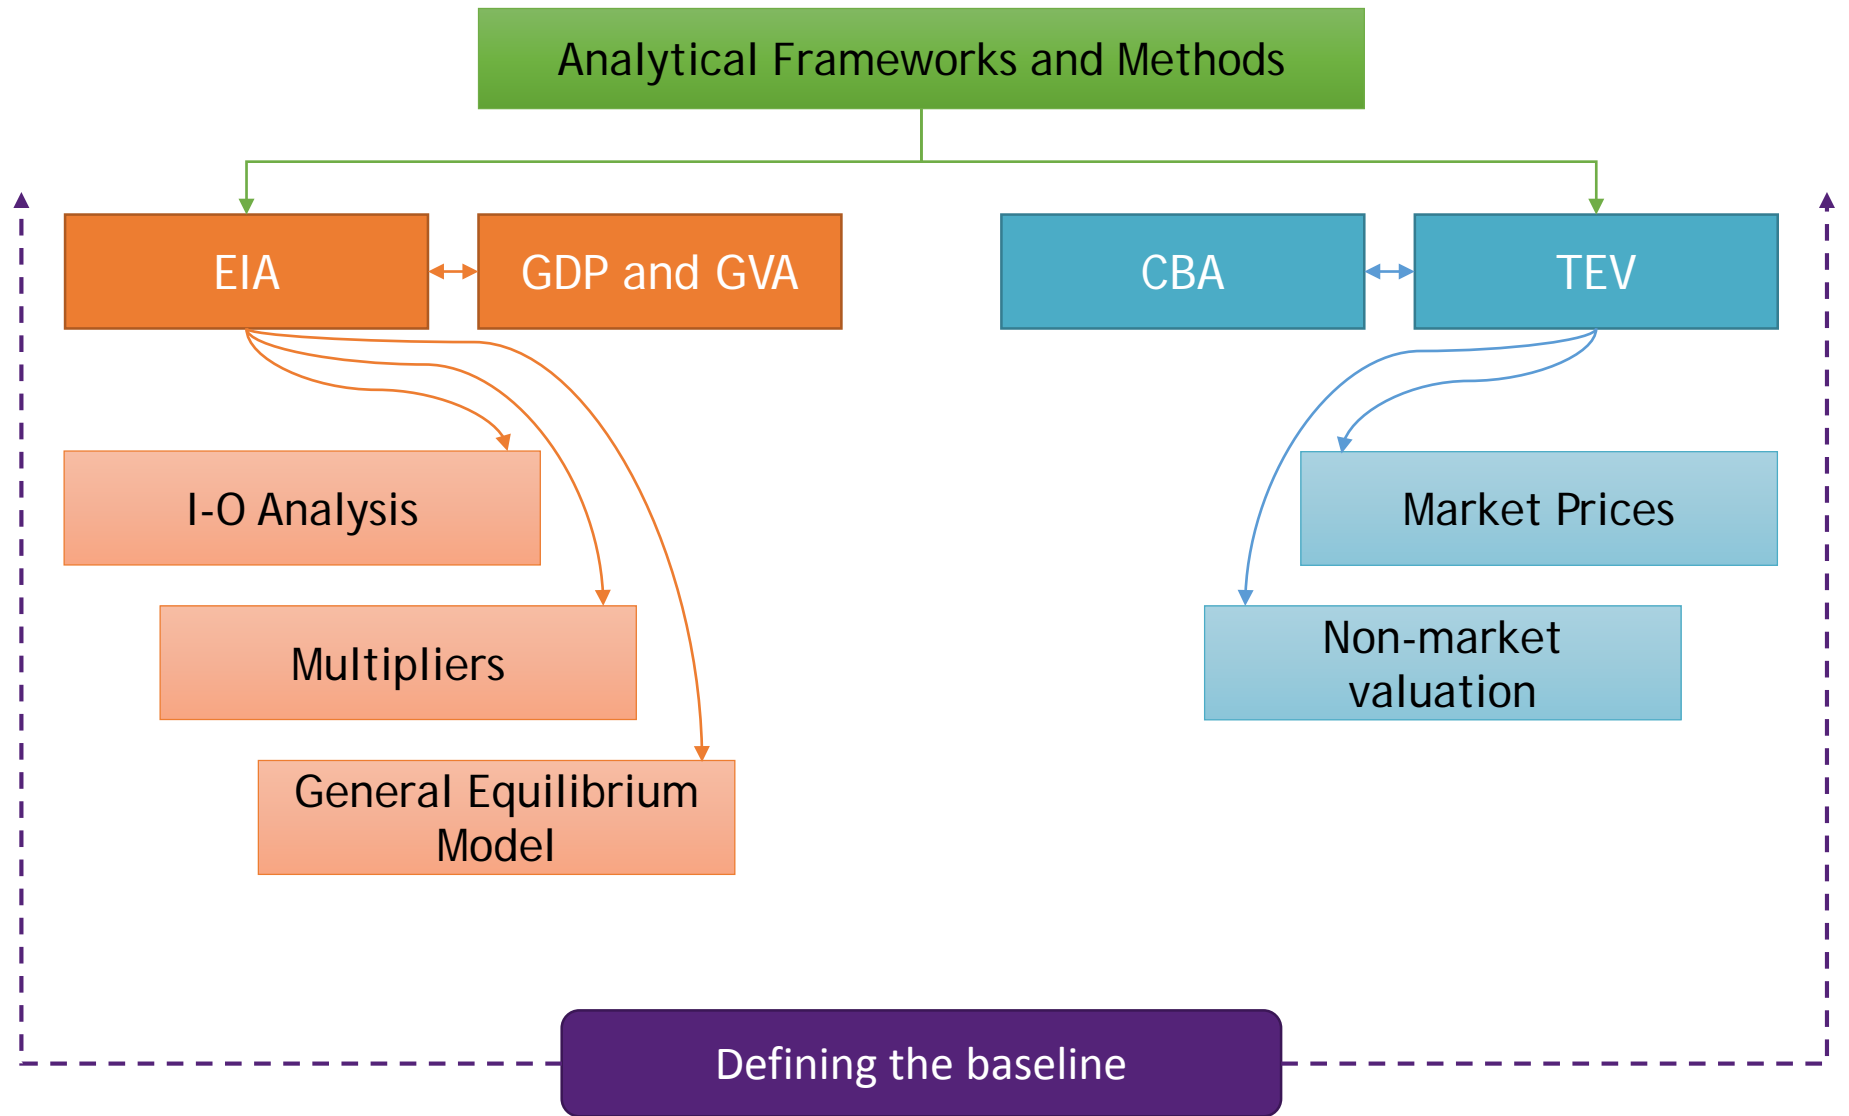 Analytical Frameworks and Methods
EIA
GDP and GVA
CBA
TEV
I-O Analysis
Market Prices
Multipliers
Non-market
valuation
General Equilibrium
Model
Defining the baseline